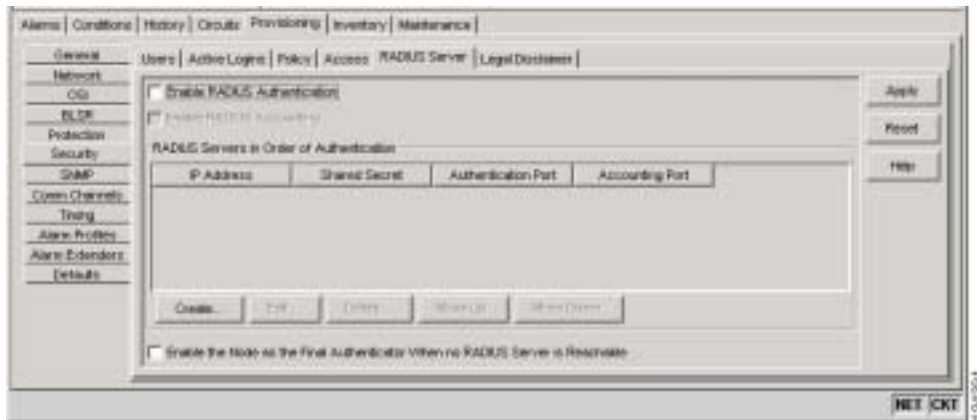 Alarms Conditions History Circuits Provisioning Inventory Maintenance
General
Network
OSI
BLSR
Protection
Security
SNMP
Comm Channels
Timing
Alarm Profiles
Alarm Extenders
Defaults
Users Active Logins Policy Access RADIUS Server Legal Disclaimer
Enable RADIUS Authentication
Enable RADIUS Accounting
RADIUS Servers in Order of Authentication
IP Address Shared Secret Authentication Port Accounting Port
Create... Edit... Delete... Move Up Move Down
Enable the Node as the Final Authenticator When no RADIUS Server is Reachable
Apply
Reset
Help
NET CKT